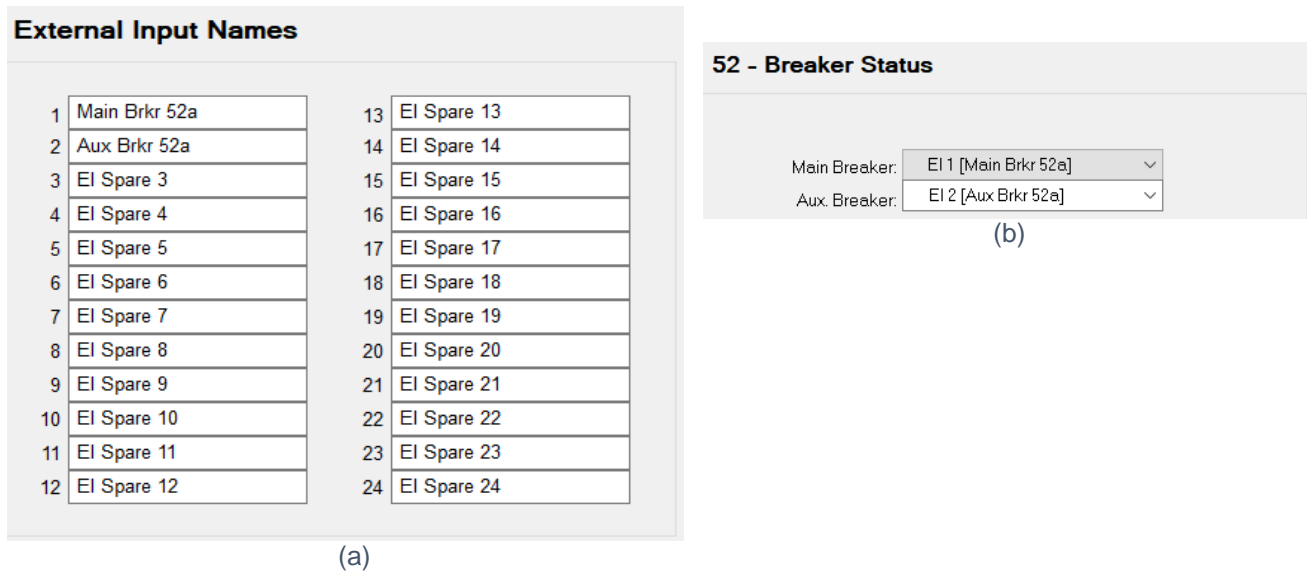 External Input Names
1 Main Brkr 52a
2 Aux Brkr 52a
3 EI Spare 3
4 EI Spare 4
5 EI Spare 5
6 EI Spare 6
7 EI Spare 7
8 EI Spare 8
9 EI Spare 9
10 EI Spare 10
11 EI Spare 11
12 EI Spare 12
13 EI Spare 13
14 EI Spare 14
15 EI Spare 15
16 EI Spare 16
17 EI Spare 17
18 EI Spare 18
19 EI Spare 19
20 EI Spare 20
21 EI Spare 21
22 EI Spare 22
23 EI Spare 23
24 EI Spare 24
(a)
52 - Breaker Status
Main Breaker: EI 1 [Main Brkr 52a]
Aux. Breaker: EI 2 [Aux Brkr 52a]
(b)